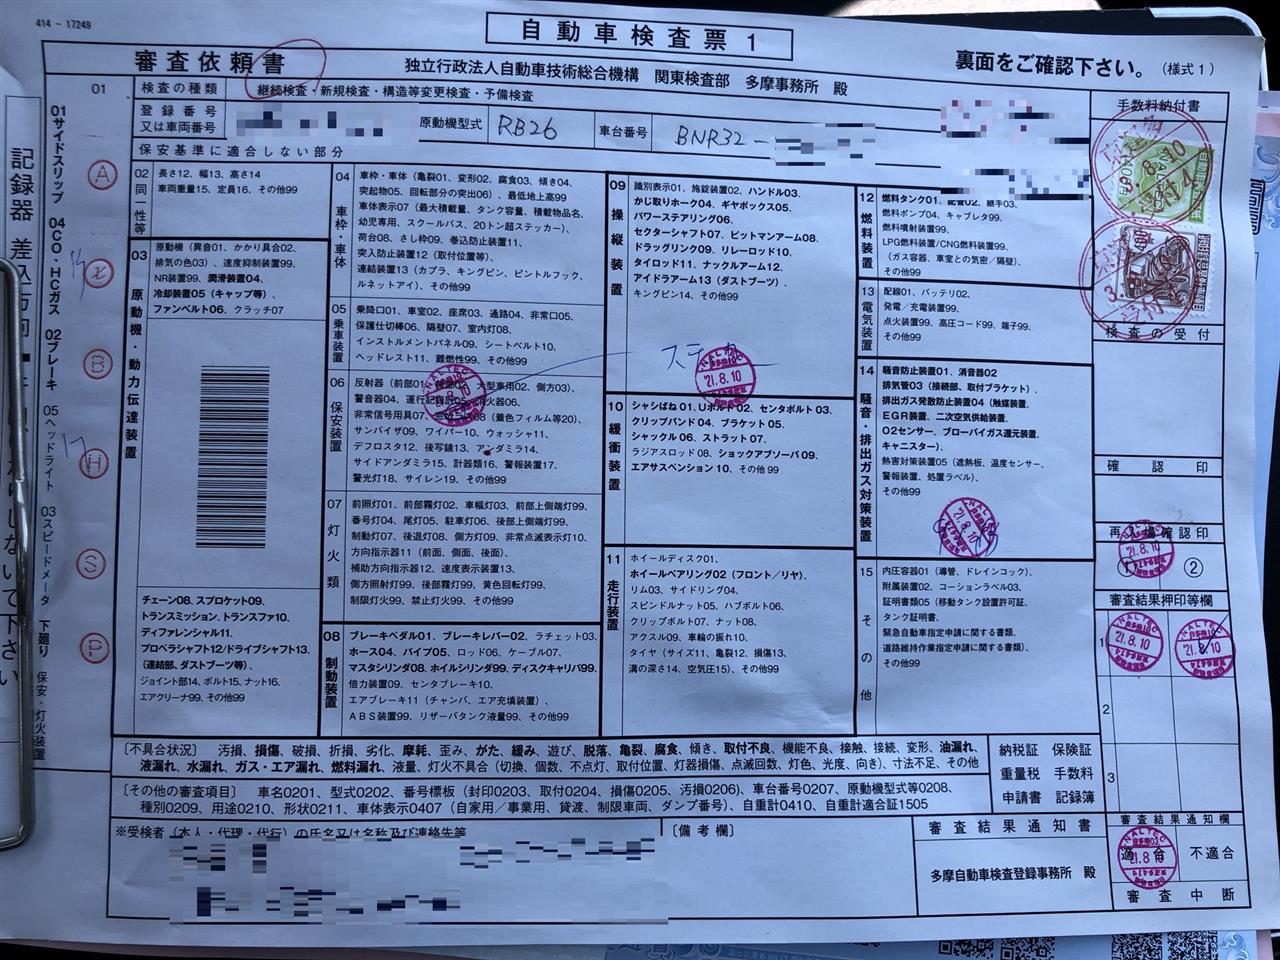 414 - 17249
自動車検査票 1
審査依頼書
独立行政法人自動車技術総合機構 関東検査部 多摩事務所 殿
裏面をご確認下さい。(様式1)
01
検査の種類
継続検査・新規検査・構造等変更検査・予備検査
登録番号
又は車両番号
原動機型式
RB26
車台番号
BNR32-
手数料納付書
保安基準に適合しない部分
01サイドスリップ 04CO・HCガス 02ブレーキ 05ヘッドライト 03スピードメータ 下廻り 保安・灯火装置
A
X
B
H
S
P
02 同一性等
長さ12、幅13、高さ14
車両重量15、定員16、その他99
03 原動機・動力伝達装置
原動機(異音01、かかり具合02、
排気の色03)、速度抑制装置99、
NR装置99、潤滑装置04、
冷却装置05(キャップ等)、
ファンベルト06、クラッチ07
チェーン08、スプロケット09、
トランスミッション、トランスファ10、
ディファレンシャル11、
プロペラシャフト12/ドライブシャフト13、
(連結部、ダストブーツ等)、
ジョイント部14、ボルト15、ナット16、
エアクリーナ99、その他99
04 車枠・車体
車枠・車体(亀裂01、変形02、腐食03、傾き04、
突起物05、回転部分の突出06)、最低地上高99
車体表示07(最大積載量、タンク容量、積載物品名、
幼児専用、スクールバス、20トン超ステッカー)、
荷台08、さし枠09、巻込防止装置11、
突入防止装置12(取付位置等)、
連結装置13(カプラ、キングピン、ピントルフック、
ルネットアイ)、その他99
05 乗車装置
乗降口01、車室02、座席03、通路04、非常口05、
保護仕切棒06、隔壁07、室内灯08、
インストルメントパネル09、シートベルト10、
ヘッドレスト11、難燃性99、その他99
06 保安装置
反射器(前部01、後部02、大型車用02、側方03)、
警音器04、運行記録計05、消火器06、
非常信号用具07、窓ガラス08(着色フィルム等20)、
サンバイザ09、ワイパー10、ウォッシャ11、
デフロスタ12、後写鏡13、アンダミラ14、
サイドアンダミラ15、計器類16、警報装置17、
警光灯18、サイレン19、その他99
07 灯火類
前照灯01、前部霧灯02、車幅灯03、前部上側端灯99、
番号灯04、尾灯05、駐車灯06、後部上側端灯99、
制動灯07、後退灯08、側方灯09、非常点滅表示灯10、
方向指示器11(前面、側面、後面)、
補助方向指示器12、速度表示装置13、
側方照射灯99、後部霧灯99、黄色回転灯99、
制限灯火99、禁止灯火99、その他99
08 制動装置
ブレーキペダル01、ブレーキレバー02、ラチェット03、
ホース04、パイプ05、ロッド06、ケーブル07、
マスタシリンダ08、ホイルシリンダ99、ディスクキャリパ99、
倍力装置09、センタブレーキ10、
エアブレーキ11(チャンバ、エア充填装置)、
ABS装置99、リザーバタンク液量99、その他99
09 操縦装置
識別表示01、施錠装置02、ハンドル03、
かじ取りホーク04、ギヤボックス05、
パワーステアリング06、
セクターシャフト07、ピットマンアーム08、
ドラッグリンク09、リレーロッド10、
タイロッド11、ナックルアーム12、
アイドラアーム13(ダストブーツ)、
キングピン14、その他99
10 緩衝装置
シャシばね01、Uボルト02、センタボルト03、
クリップバンド04、ブラケット05、
シャックル06、ストラット07、
ラジアスロッド08、ショックアブソーバ09、
エアサスペンション10、その他99
11 走行装置
ホイールディスク01、
ホイールベアリング02(フロント/リヤ)、
リム03、サイドリング04、
スピンドルナット05、ハブボルト06、
クリップボルト07、ナット08、
アクスル09、車輪の振れ10、
タイヤ(サイズ11、亀裂12、損傷13、
溝の深さ14、空気圧15)、その他99
12 燃料装置
燃料タンク01、配管02、継手03、
燃料ポンプ04、キャブレタ99、
燃料噴射装置99、
LPG燃料装置/CNG燃料装置99、
(ガス容器、車室との気密/隔壁)、
その他99
13 電気装置
配線01、バッテリ02、
発電/充電装置99、
点火装置99、高圧コード99、端子99、
その他99
14 騒音・排出ガス対策装置
騒音防止装置01、消音器02
排気管03(接続部、取付ブラケット)、
排出ガス発散防止装置04(触媒装置、
EGR装置、二次空気供給装置、
O2センサー、ブローバイガス還元装置、
キャニスター)、
熱害対策装置05(遮熱板、温度センサー、
警報装置、処置ラベル)、
その他99
15 その他
内圧容器01(導管、ドレインコック)、
附属装置02、コーションラベル03、
証明書類05(移動タンク設置許可証、
タンク証明書、
緊急自動車指定申請に関する書類、
道路維持作業指定申請に関する書類)、
その他99
検査の受付
確認印
再入場確認印
① ②
審査結果押印等欄
1
2
3
NALTEC
21.8.10
[不具合状況] 汚損、損傷、破損、折損、劣化、摩耗、歪み、がた、緩み、遊び、脱落、亀裂、腐食、傾き、取付不良、機能不良、接触、接続、変形、油漏れ、
液漏れ、水漏れ、ガス・エア漏れ、燃料漏れ、液量、灯火不具合(切換、個数、不点灯、取付位置、灯器損傷、点滅回数、灯色、光度、向き)、寸法不足、その他
[その他の審査項目] 車名0201、型式0202、番号標板(封印0203、取付0204、損傷0205、汚損0206)、車台番号0207、原動機型式等0208、
種別0209、用途0210、形状0211、車体表示0407(自家用/事業用、貸渡、制限車両、ダンプ番号)、自重計0410、自重計適合証1505
納税証 保険証
重量税 手数料
申請書 記録簿
※受検者(本人・代理・代行)の氏名又は名称及び連絡先等
[備考欄]
審査結果通知書
多摩自動車検査登録事務所 殿
審査結果通知欄
適合
不適合
審査中断